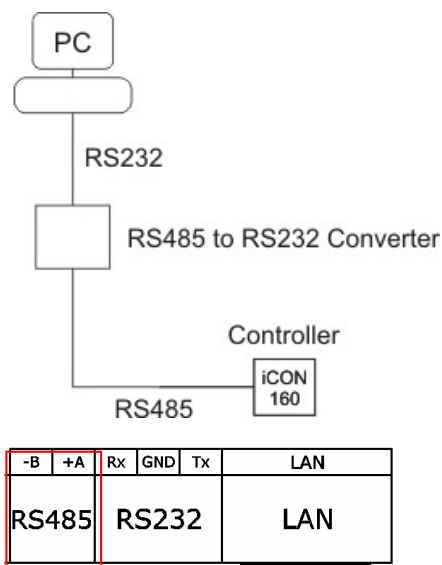 PC
RS232
RS485 to RS232 Converter
Controller
iCON
160
RS485
-B +A Rx GND Tx LAN
RS485 RS232 LAN